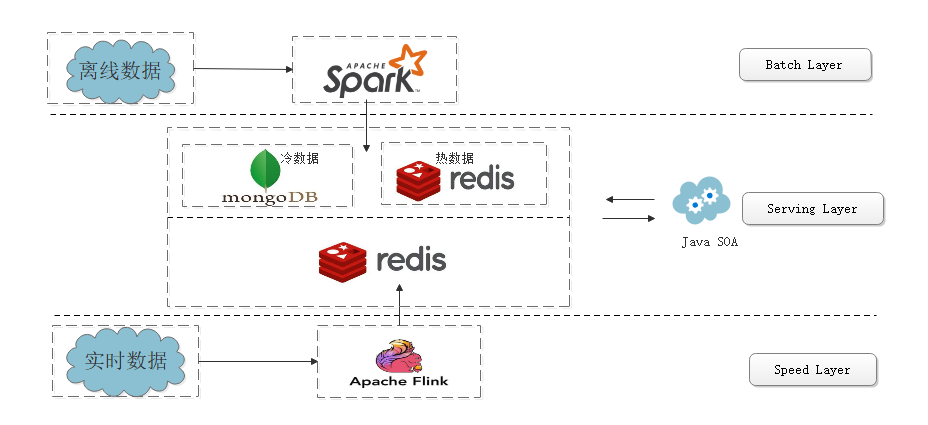 离线数据
APACHE
Spark™
Batch Layer
冷数据
mongoDB
热数据
redis
Serving Layer
Java SOA
redis
实时数据
Apache Flink
Speed Layer